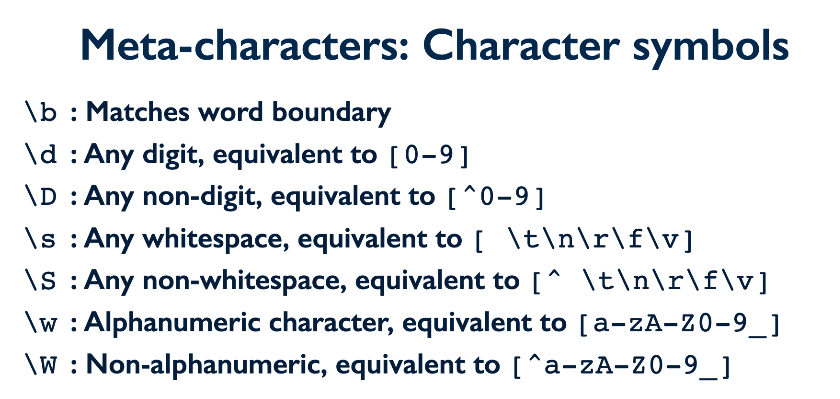 Meta-characters: Character symbols
\b : Matches word boundary
\d : Any digit, equivalent to [0-9]
\D : Any non-digit, equivalent to [^0-9]
\s : Any whitespace, equivalent to [ \t\n\r\f\v]
\S : Any non-whitespace, equivalent to [^ \t\n\r\f\v]
\w : Alphanumeric character, equivalent to [a-zA-Z0-9_]
\W : Non-alphanumeric, equivalent to [^a-zA-Z0-9_]